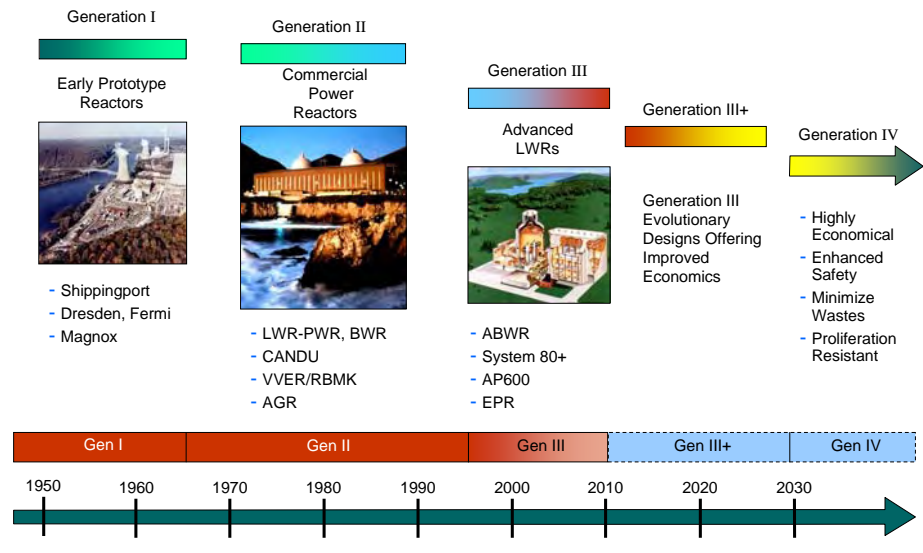 Generation I
Early Prototype
Reactors
- Shippingport
- Dresden, Fermi
- Magnox
Generation II
Commercial
Power
Reactors
- LWR-PWR, BWR
- CANDU
- VVER/RBMK
- AGR
Generation III
Advanced
LWRs
- ABWR
- System 80+
- AP600
- EPR
Generation III+
Generation III
Evolutionary
Designs Offering
Improved
Economics
Generation IV
- Highly
Economical
- Enhanced
Safety
- Minimize
Wastes
- Proliferation
Resistant
Gen I
Gen II
Gen III
Gen III+
Gen IV
1950
1960
1970
1980
1990
2000
2010
2020
2030